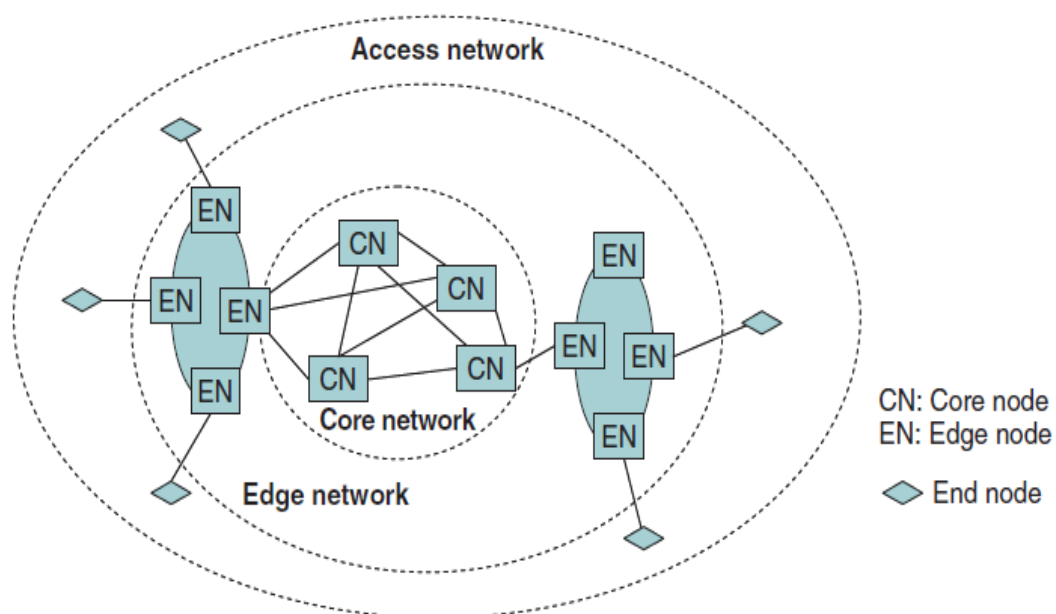 Access network
EN
CN
EN
CN
EN
EN
EN
EN
CN
CN
EN
EN
CN: Core node
Core network
EN: Edge node
Edge network
End node